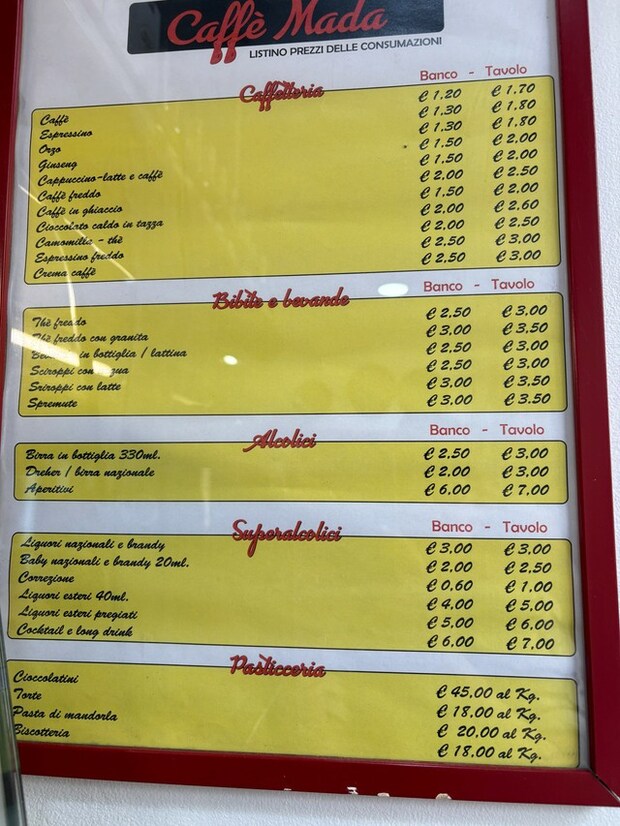 Caffè Mada
LISTINO PREZZI DELLE CONSUMAZIONI
Caffetteria Banco - Tavolo
Caffè € 1.20 € 1.70
Espressino € 1.30 € 1.80
Orzo € 1.30 € 1.80
Ginseng € 1.50 € 2.00
Cappuccino-latte e caffè € 1.50 € 2.00
Caffè freddo € 2.00 € 2.50
Caffè in ghiaccio € 1.50 € 2.00
Cioccolato caldo in tazza € 2.00 € 2.60
Camomilla - thè € 2.00 € 2.50
Espressino freddo € 2.50 € 3.00
Crema caffè € 2.50 € 3.00
Bibite e bevande Banco - Tavolo
Thè freddo € 2.50 € 3.00
Thè freddo con granita € 3.00 € 3.50
in bottiglia / lattina € 2.50 € 3.00
Sciroppi con € 2.50 € 3.00
Sriroppi con latte € 3.00 € 3.50
Spremute € 3.00 € 3.50
Alcolici Banco - Tavolo
Birra in bottiglia 330ml. € 2.50 € 3.00
Dreher / birra nazionale € 2.00 € 3.00
Aperitivi € 6.00 € 7.00
Superalcolici Banco - Tavolo
Liquori nazionali e brandy € 3.00 € 3.00
Baby nazionali e brandy 20ml. € 2.00 € 2.50
Correzione € 0.60 € 1.00
Liquori esteri 40ml. € 4.00 € 5.00
Liquori esteri pregiati € 5.00 € 6.00
Cocktail e long drink € 6.00 € 7.00
Pasticceria
Cioccolatini € 45,00 al Kg.
Torte € 18,00 al Kg.
Pasta di mandorla € 20,00 al Kg.
Biscotteria € 18,00 al Kg.